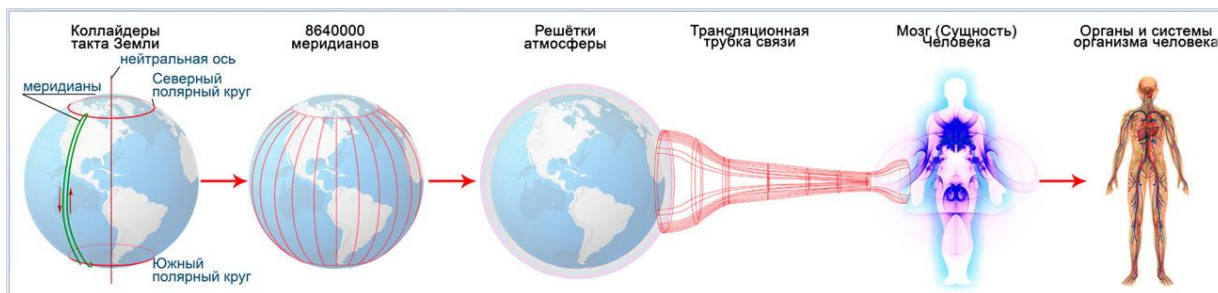 Коллайдеры
такта Земли
8640000
меридианов
Решётки
атмосферы
Трансляционная
трубка связи
Мозг (Сущность)
Человека
Органы и системы
организма человека
нейтральная ось
меридианы
Северный
полярный круг
Южный
полярный круг